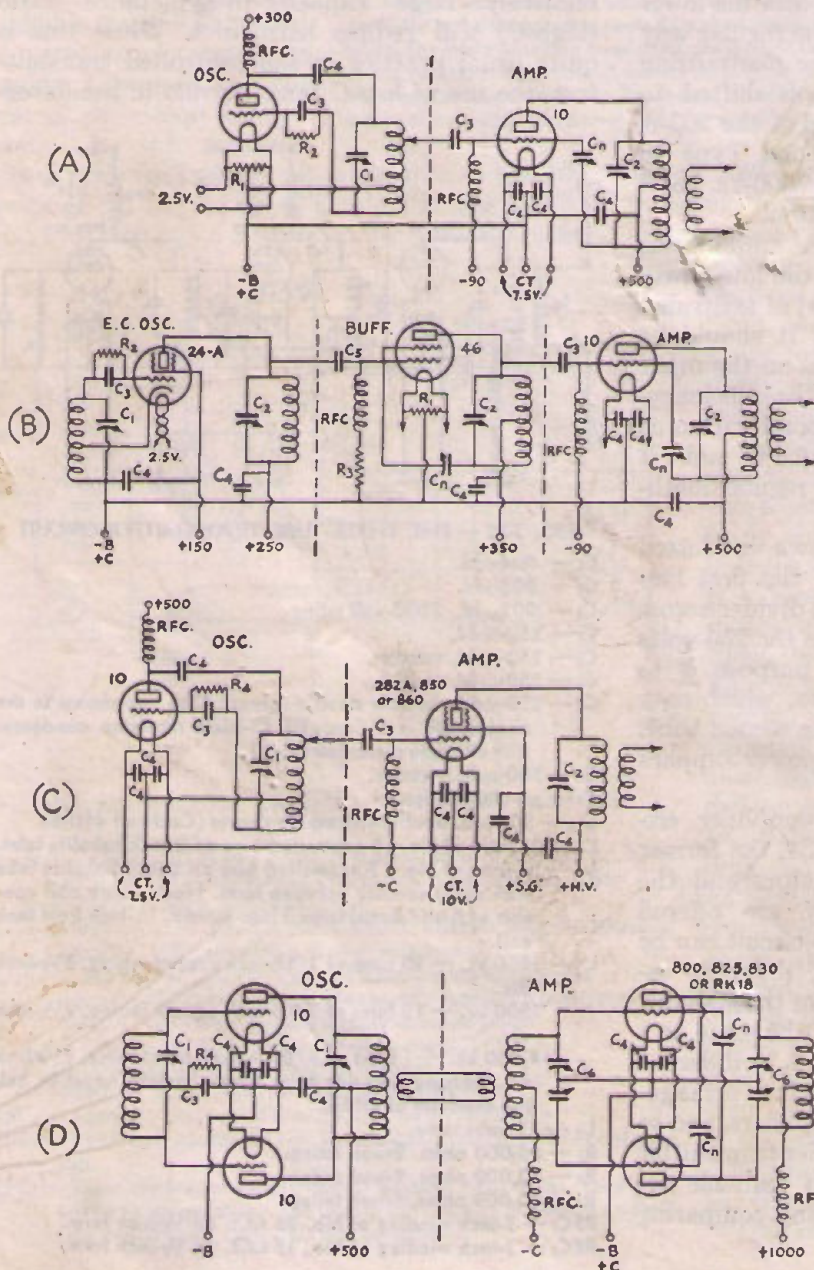 +300
RFC.
OSC.
C4
C3
R2
C1
R1
2.5V.
-B
+C
(A)
AMP.
10
C3
RFC
C4 C4
Cn
C2
C4
-90
CT
7.5V.
+500
(B)
E.C. OSC.
24-A
R2
C3
C1
2.5V.
C4
C2
C4
-B
+C
+150
+250
BUFF.
46
C5
RFC
R3
R1
Cn
C2
C4
+350
AMP.
10
C3
RFC
C4 C4
Cn
C2
C4
-90
+500
(C)
+500
RFC.
OSC.
10
C4
R4
C3
C4
C4
C1
CT.
7.5V.
AMP.
282A, 850
or 860
C3
RFC
C4 C4
C4
C2
C4
-C
CT.
10V.
+S.G.
+H.V.
(D)
OSC.
10
C1
R4
C3
C4 C4
C4
C1
10
-B
+500
AMP.
800, 825, 830
OR RK18
C4 C4
Cn
C6
C6
Cn
RFC.
RF
-C
-B
+C
+1000